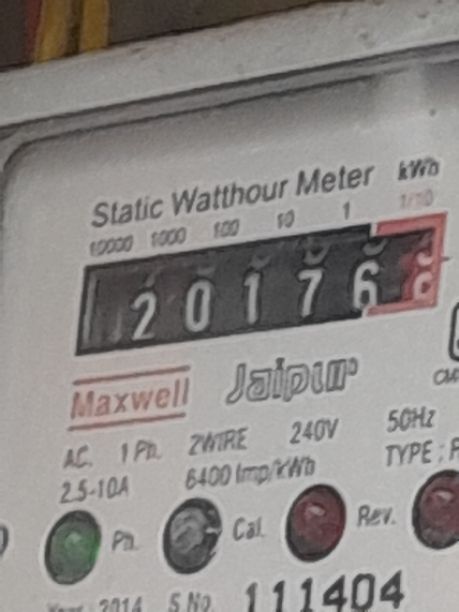 kWh
Static Watthour Meter
10000 1000 100 10 1 1/10
2 0 1 7 6
Maxwell Jaipur
AC. 1 Ph. 2WIRE 240V 50Hz
2.5-10A 6400 Imp/kWh TYPE :
Ph. Cal. Rev.
2014 S.No. 111404